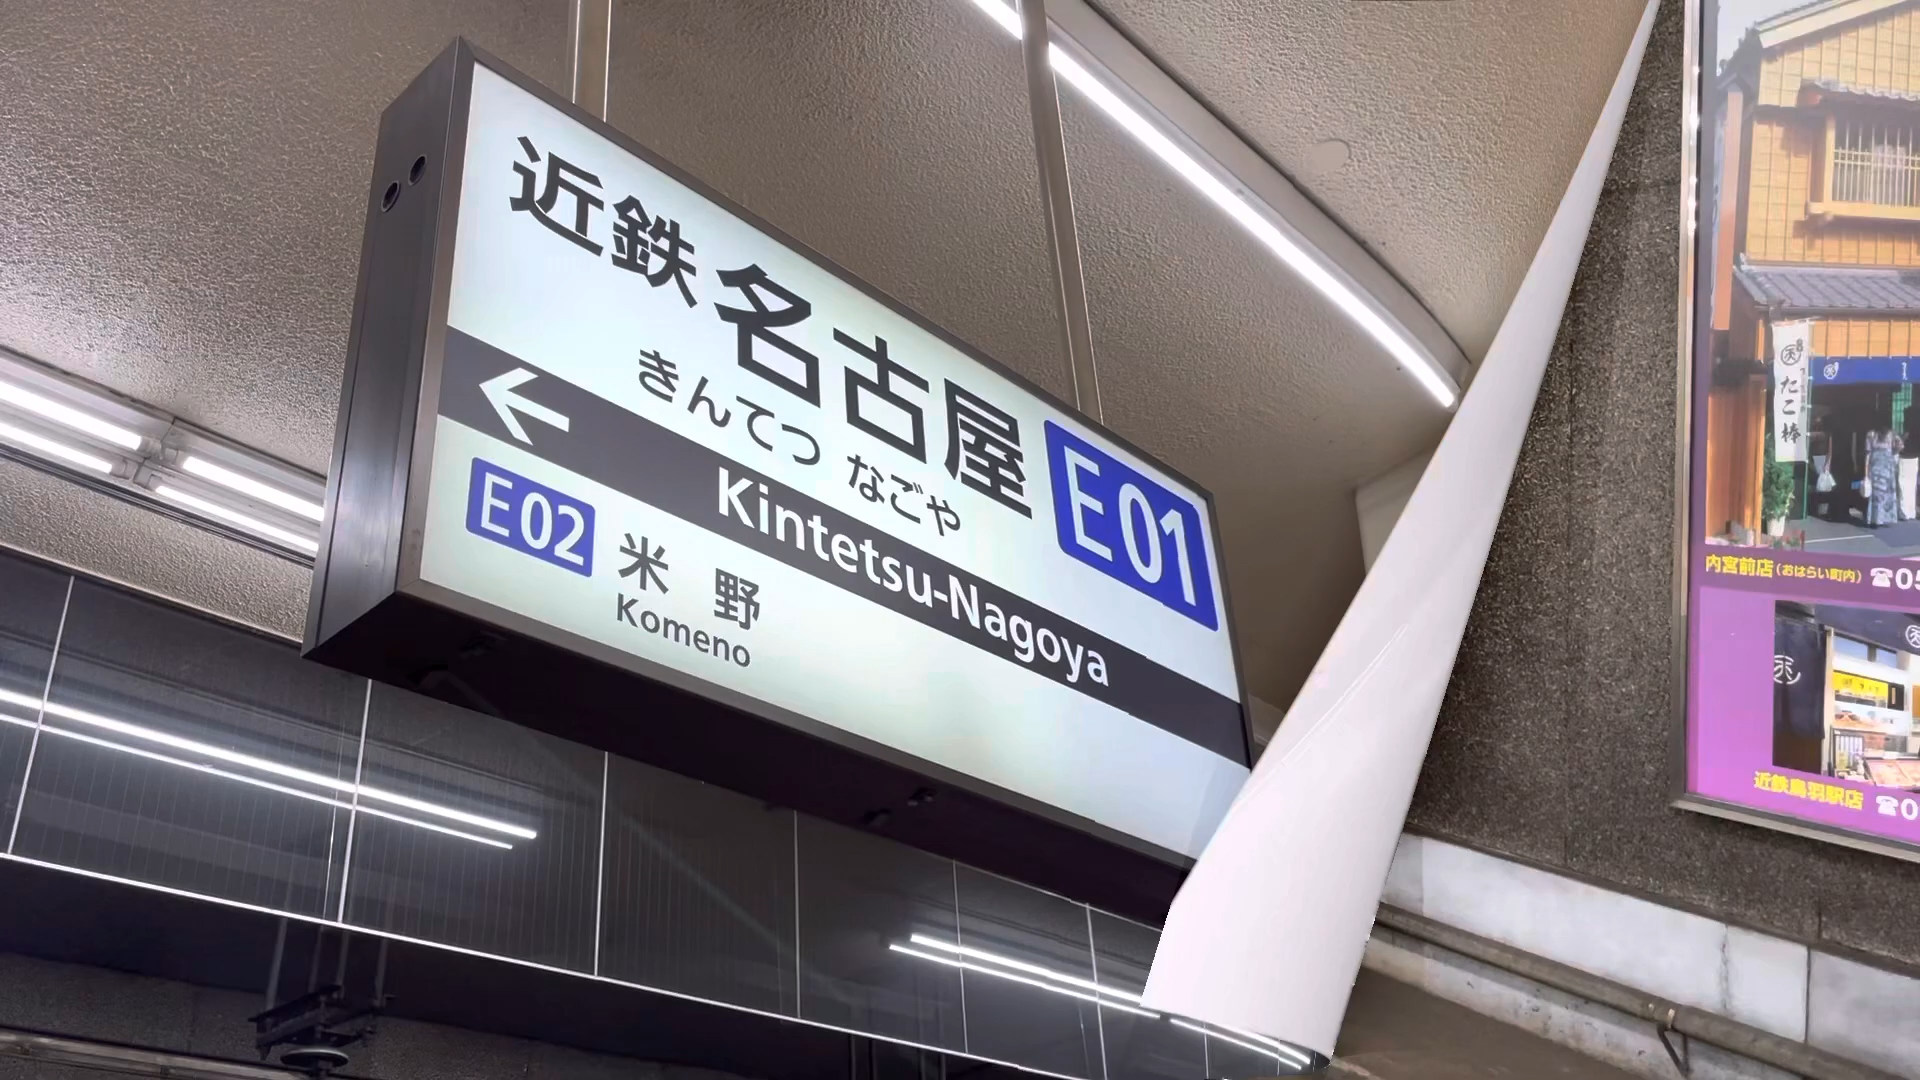 近鉄名古屋
E01
きんてつ なごや
Kintetsu-Nagoya
E02
米野
Komeno
たこ棒
内宮前店(おはらい町内) ☎05
近鉄鳥羽駅店 ☎0